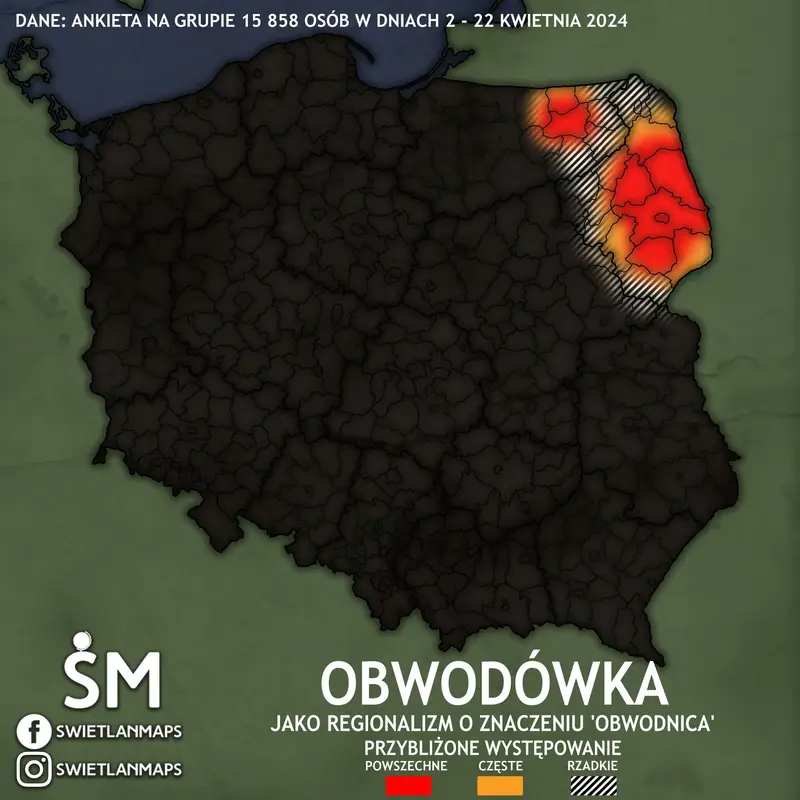 DANE: ANKIETA NA GRUPIE 15 858 OSÓB W DNIACH 2 - 22 KWIETNIA 2024
ŚM
SWIETLANMAPS
SWIETLANMAPS
OBWODÓWKA
JAKO REGIONALIZM O ZNACZENIU 'OBWODNICA'
PRZYBLIŻONE WYSTĘPOWANIE
POWSZECHNE CZĘSTE RZADKIE